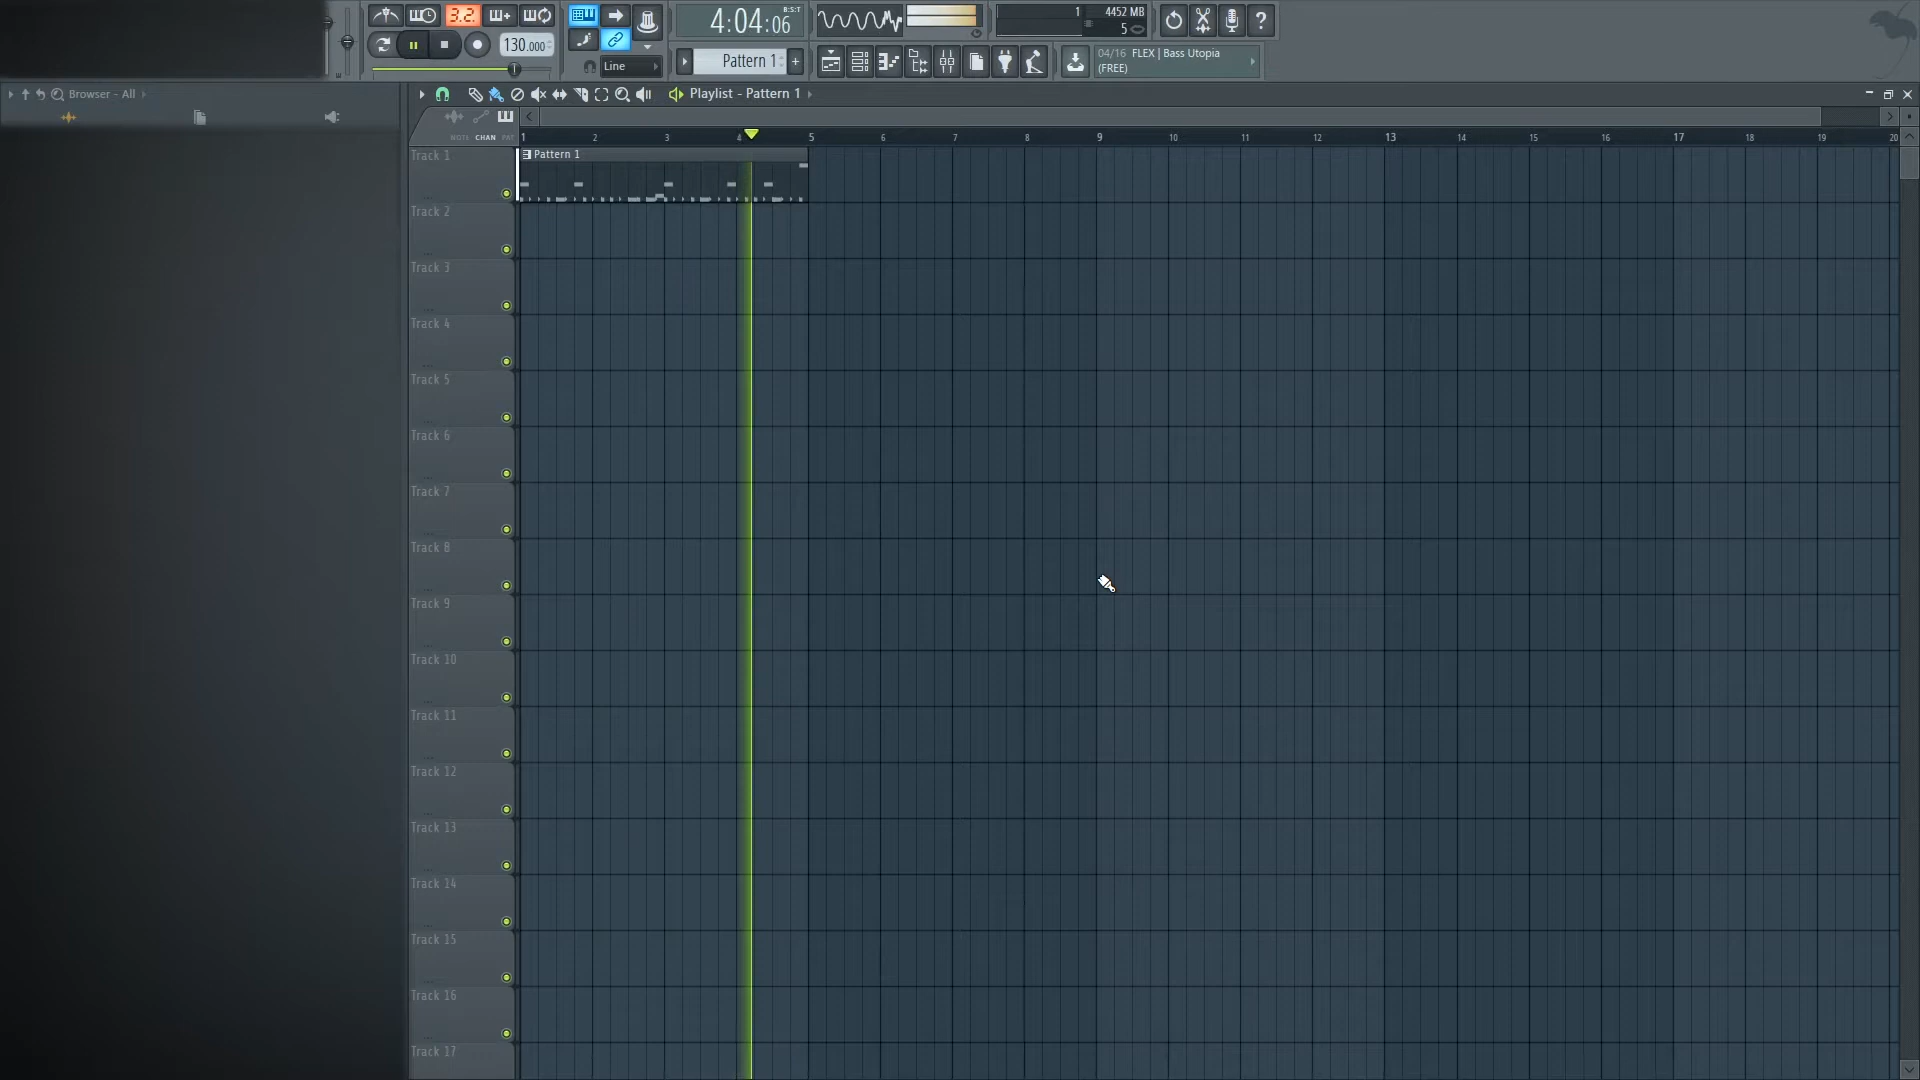 3.2.
130.000
4:04:06
B:S:T
1
4452 MB
5
Line
Pattern 1
+
?
04/16 FLEX | Bass Utopia
(FREE)
Browser - All
Playlist - Pattern 1
NOTE CHAN PAT
1 2 3 4 5 6 7 8 9 10 11 12 13 14 15 16 17 18 19 20
Track 1
Pattern 1
Track 2
Track 3
Track 4
Track 5
Track 6
Track 7
Track 8
Track 9
Track 10
Track 11
Track 12
Track 13
Track 14
Track 15
Track 16
Track 17